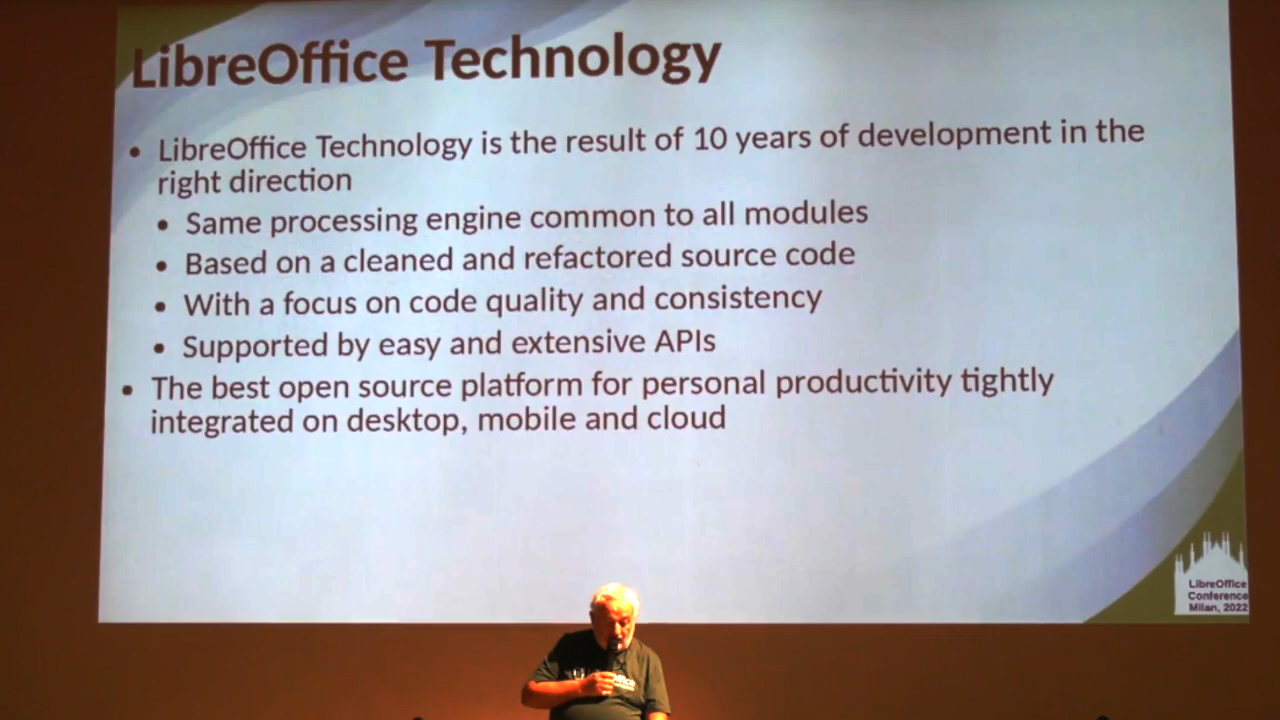 LibreOffice Technology
• LibreOffice Technology is the result of 10 years of development in the
right direction
• Same processing engine common to all modules
• Based on a cleaned and refactored source code
• With a focus on code quality and consistency
• Supported by easy and extensive APIs
• The best open source platform for personal productivity tightly
integrated on desktop, mobile and cloud
LibreOffice
Conference
Milan, 2022